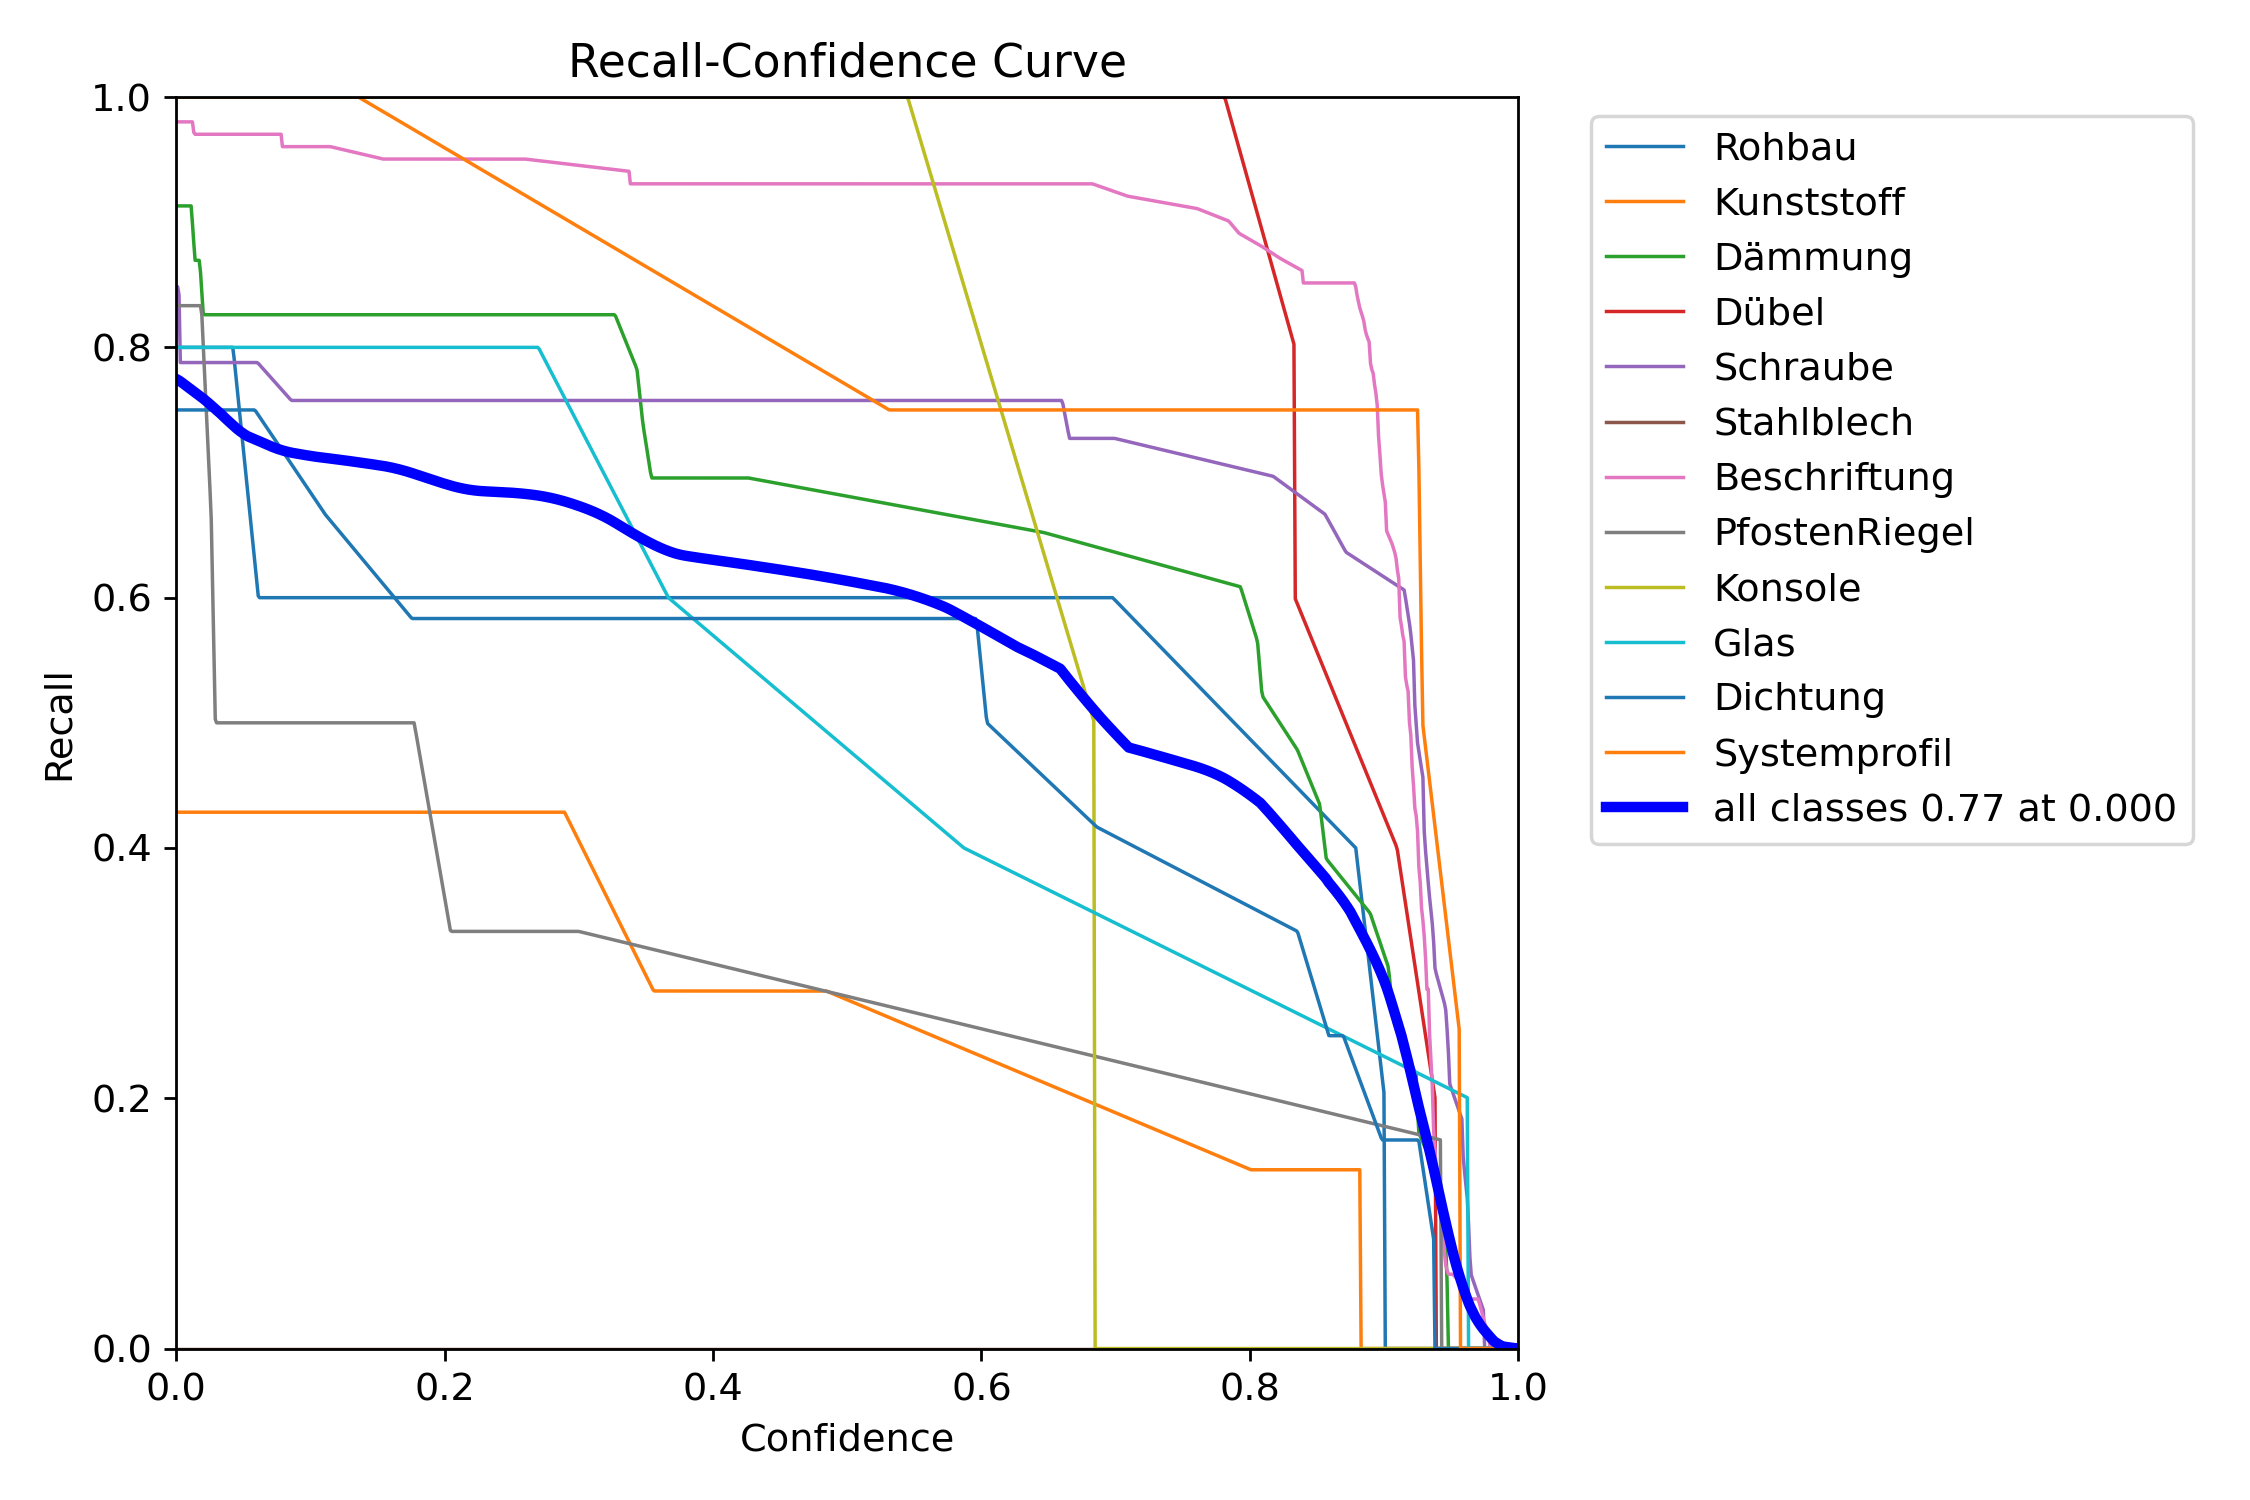 Recall-Confidence Curve
1.0
0.8
0.6
0.4
0.2
0.0
Recall
0.0 0.2 0.4 0.6 0.8 1.0
Confidence
Rohbau
Kunststoff
Dämmung
Dübel
Schraube
Stahlblech
Beschriftung
PfostenRiegel
Konsole
Glas
Dichtung
Systemprofil
all classes 0.77 at 0.000